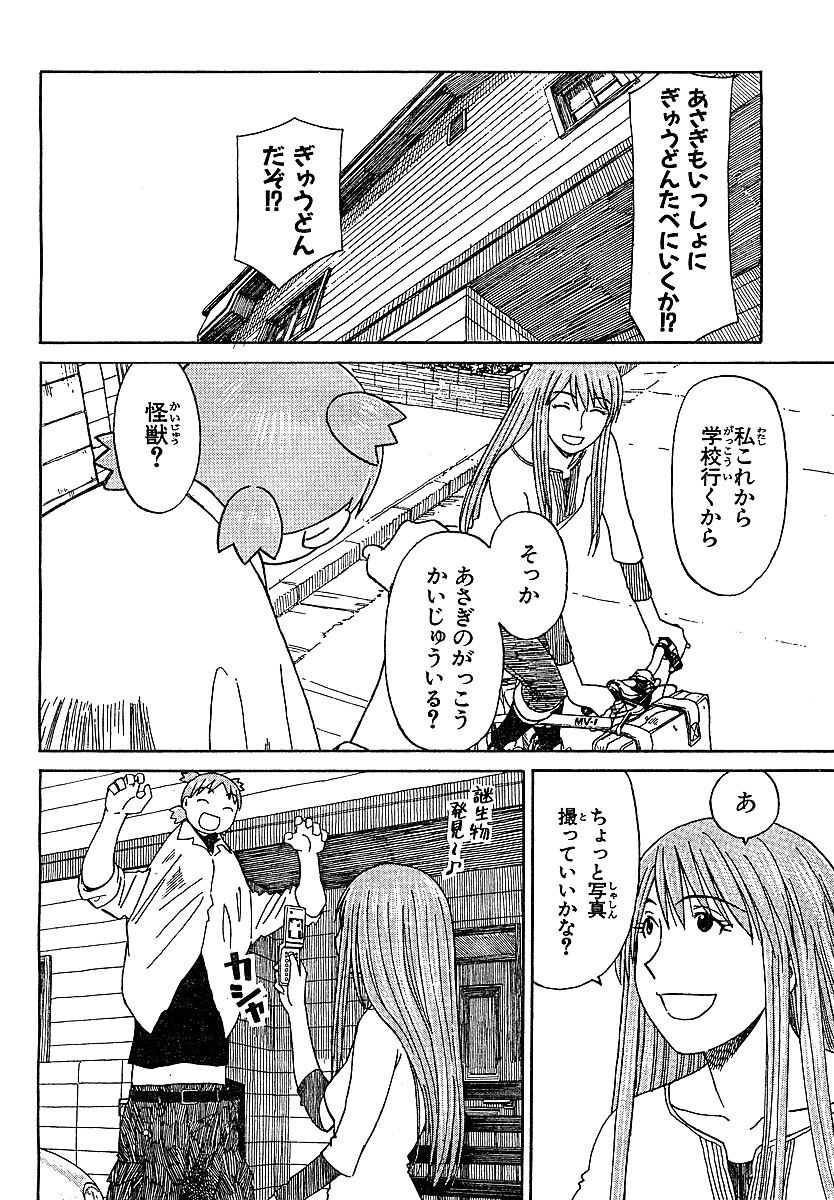 あさぎもいっしょに
ぎゅうどんたべにいくか!?
ぎゅうどん
だぞ!?
私これから
学校行くから
そっか
あさぎのがっこう
かいじゅういる?
怪獣?
MV-1
あ
ちょっと写真
撮っていいかな?
謎生物
発見〜♪
カシャ